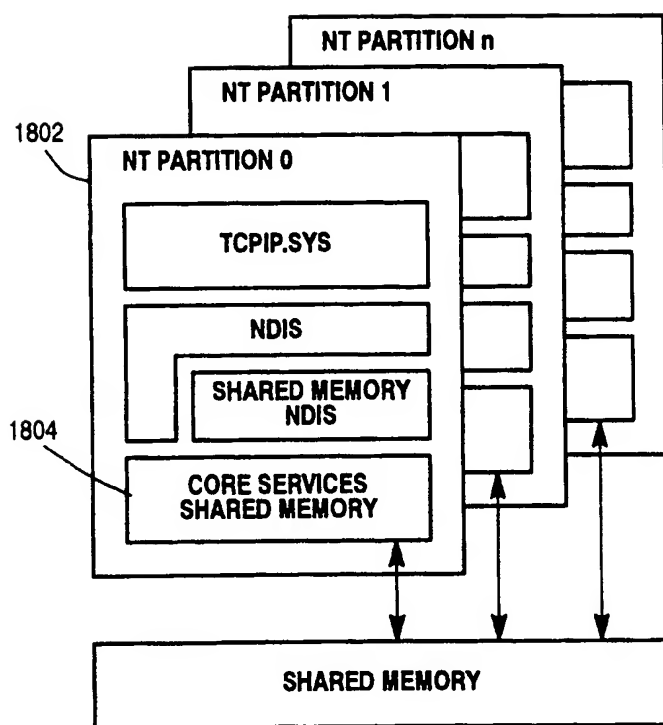 NT PARTITION n
NT PARTITION 1
1802
NT PARTITION 0
TCPIP.SYS
NDIS
SHARED MEMORY
NDIS
1804
CORE SERVICES
SHARED MEMORY
SHARED MEMORY